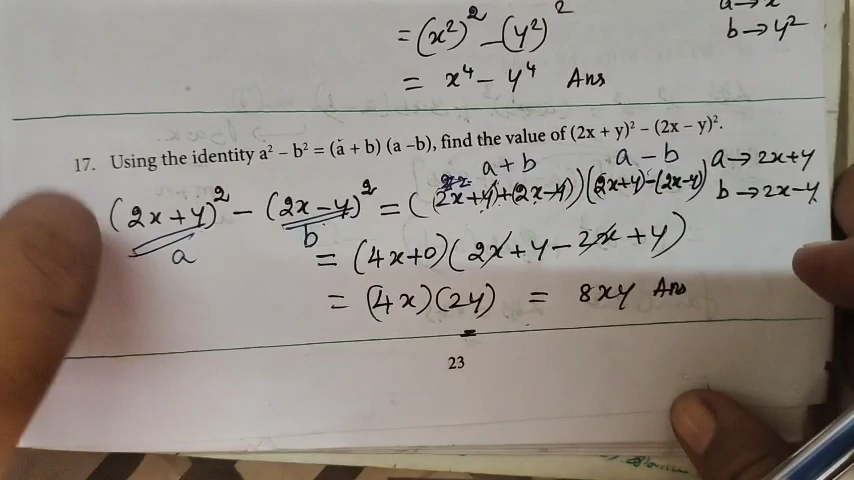 = (x²)² - (y²)²
b → y²
= x⁴ - y⁴ Ans
17. Using the identity a² – b² = (a + b) (a –b), find the value of (2x + y)² – (2x – y)².
a + b a - b a → 2x+y
(2x+y)² - (2x-y)² = ((2x+y)+(2x-y))((2x+y)-(2x-y)) b → 2x-y
a b
= (4x+0)(2x+y-2x+y)
= (4x)(2y) = 8xy Ans
23